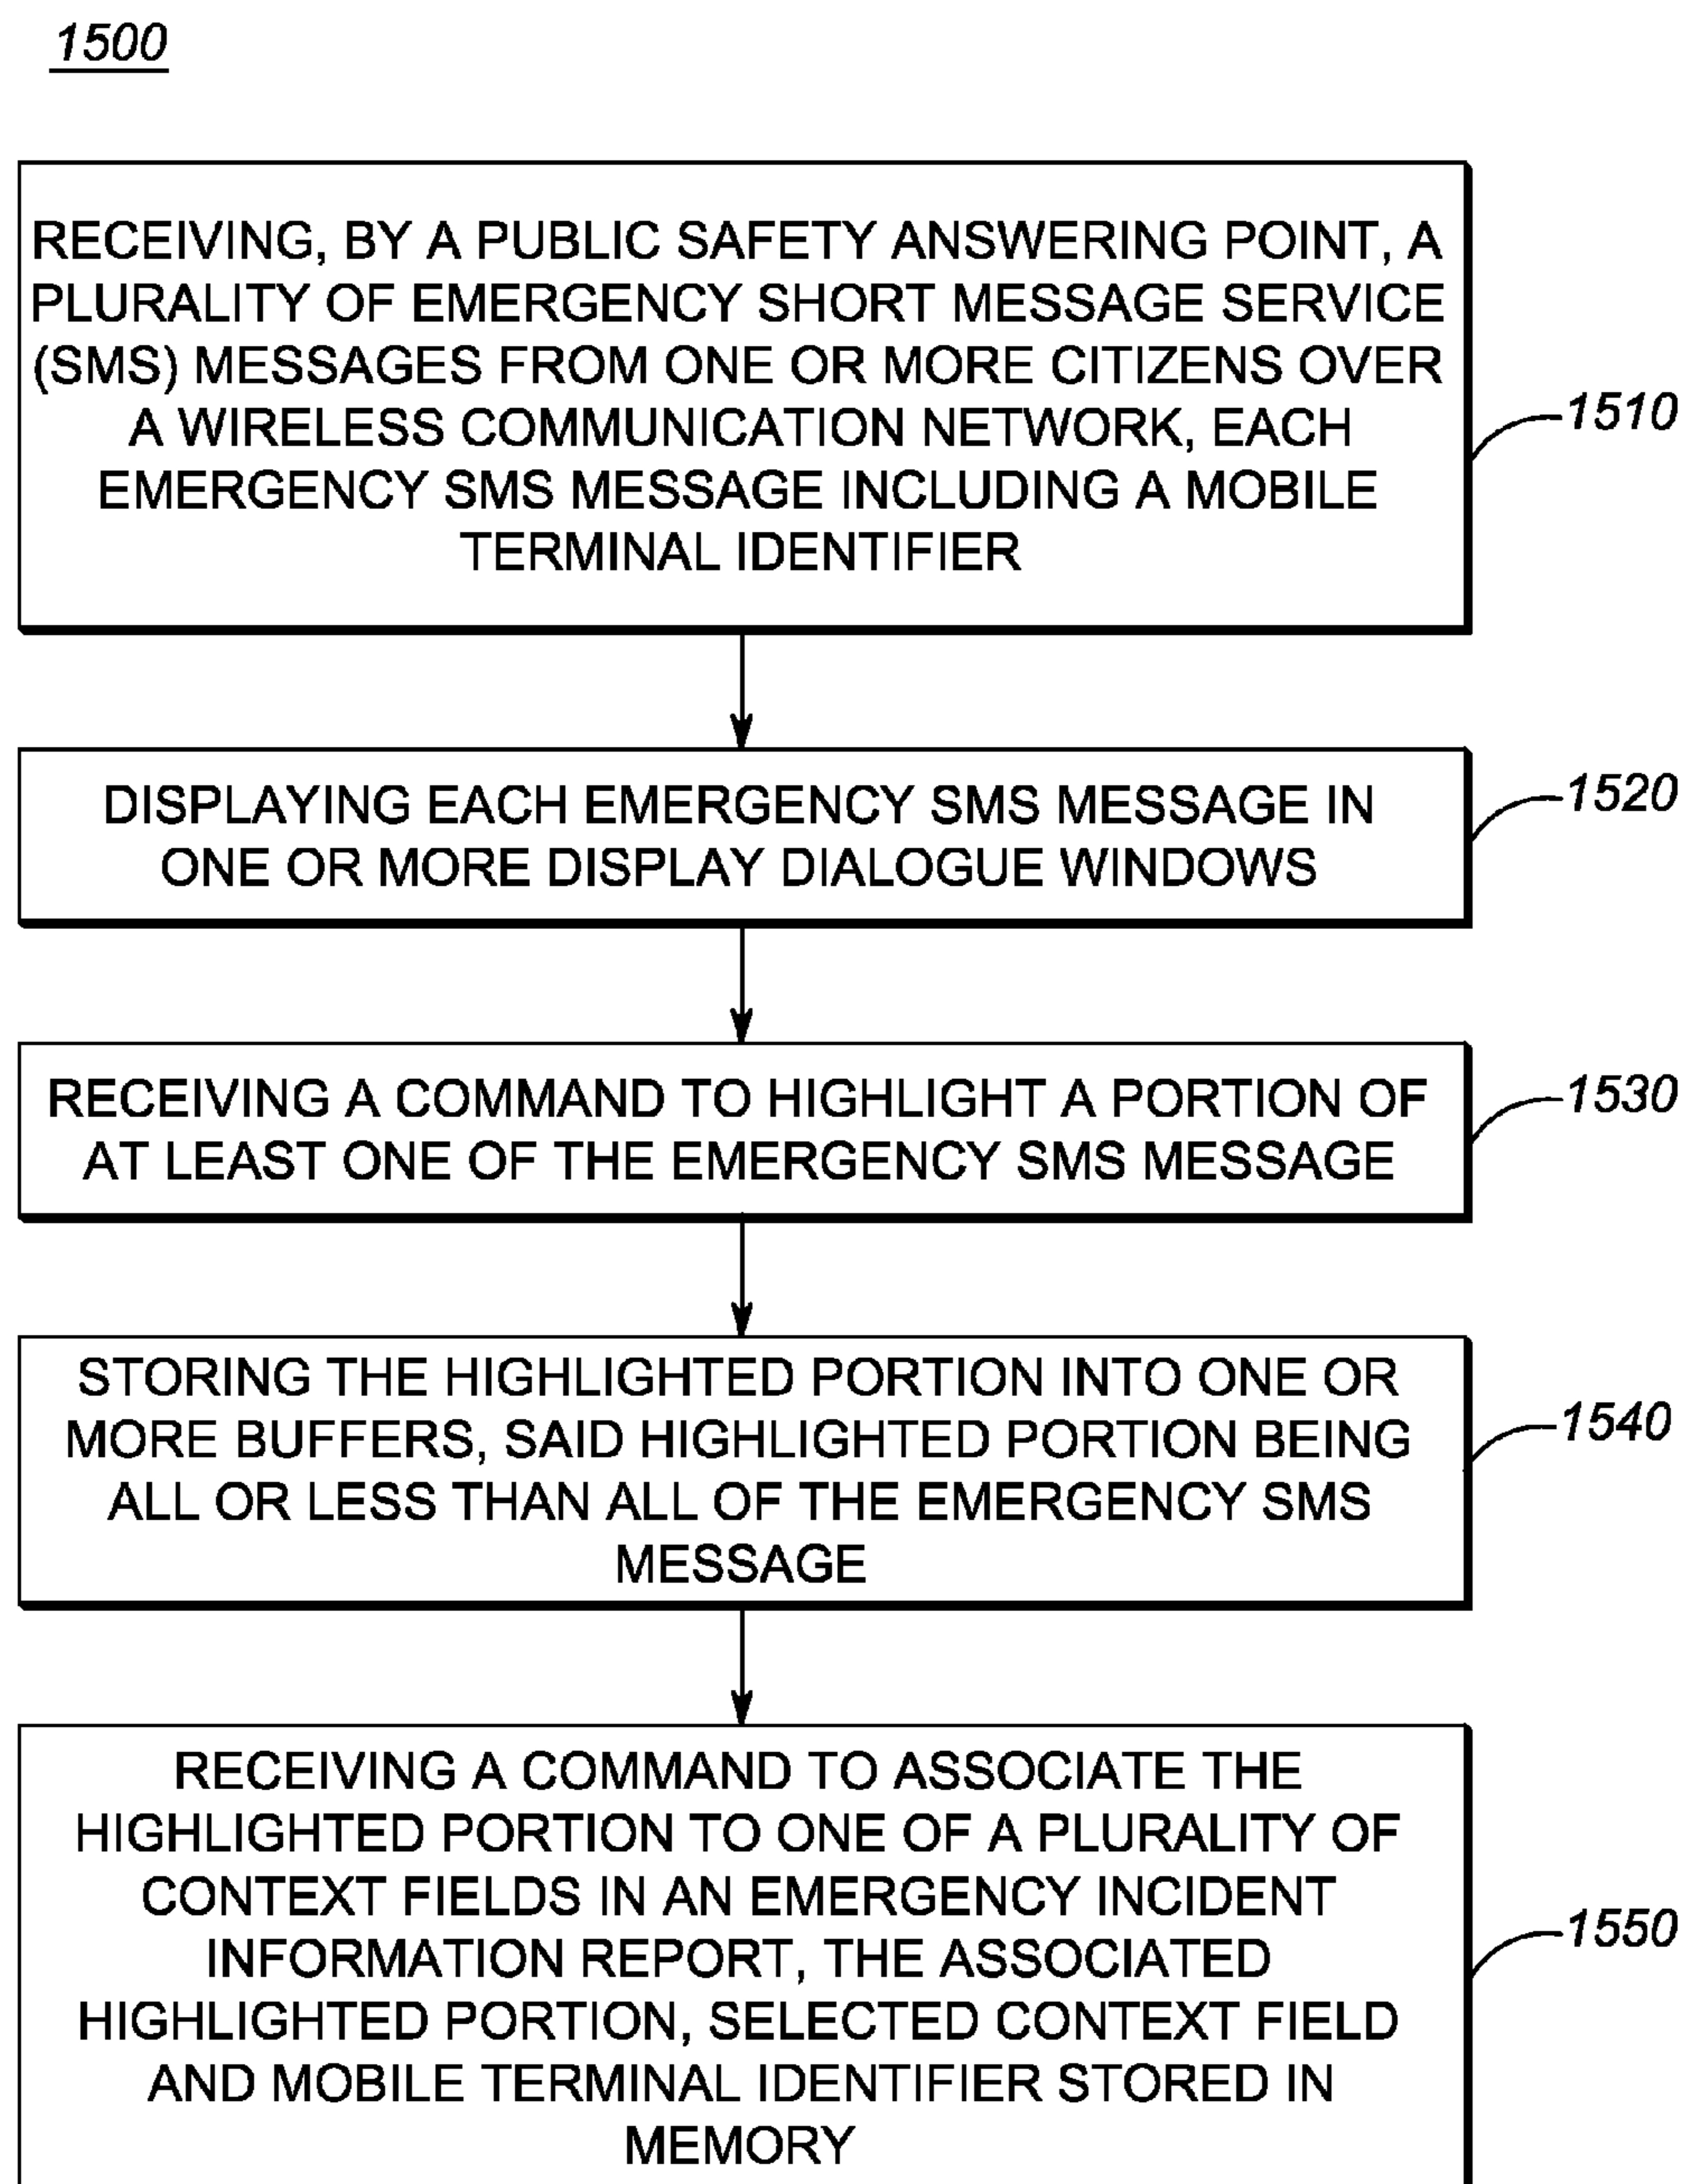 1500
RECEIVING, BY A PUBLIC SAFETY ANSWERING POINT, A
PLURALITY OF EMERGENCY SHORT MESSAGE SERVICE
(SMS) MESSAGES FROM ONE OR MORE CITIZENS OVER
A WIRELESS COMMUNICATION NETWORK, EACH
EMERGENCY SMS MESSAGE INCLUDING A MOBILE
TERMINAL IDENTIFIER
1510
DISPLAYING EACH EMERGENCY SMS MESSAGE IN
ONE OR MORE DISPLAY DIALOGUE WINDOWS
1520
RECEIVING A COMMAND TO HIGHLIGHT A PORTION OF
AT LEAST ONE OF THE EMERGENCY SMS MESSAGE
1530
STORING THE HIGHLIGHTED PORTION INTO ONE OR
MORE BUFFERS, SAID HIGHLIGHTED PORTION BEING
ALL OR LESS THAN ALL OF THE EMERGENCY SMS
MESSAGE
1540
RECEIVING A COMMAND TO ASSOCIATE THE
HIGHLIGHTED PORTION TO ONE OF A PLURALITY OF
CONTEXT FIELDS IN AN EMERGENCY INCIDENT
INFORMATION REPORT, THE ASSOCIATED
HIGHLIGHTED PORTION, SELECTED CONTEXT FIELD
AND MOBILE TERMINAL IDENTIFIER STORED IN
MEMORY
1550